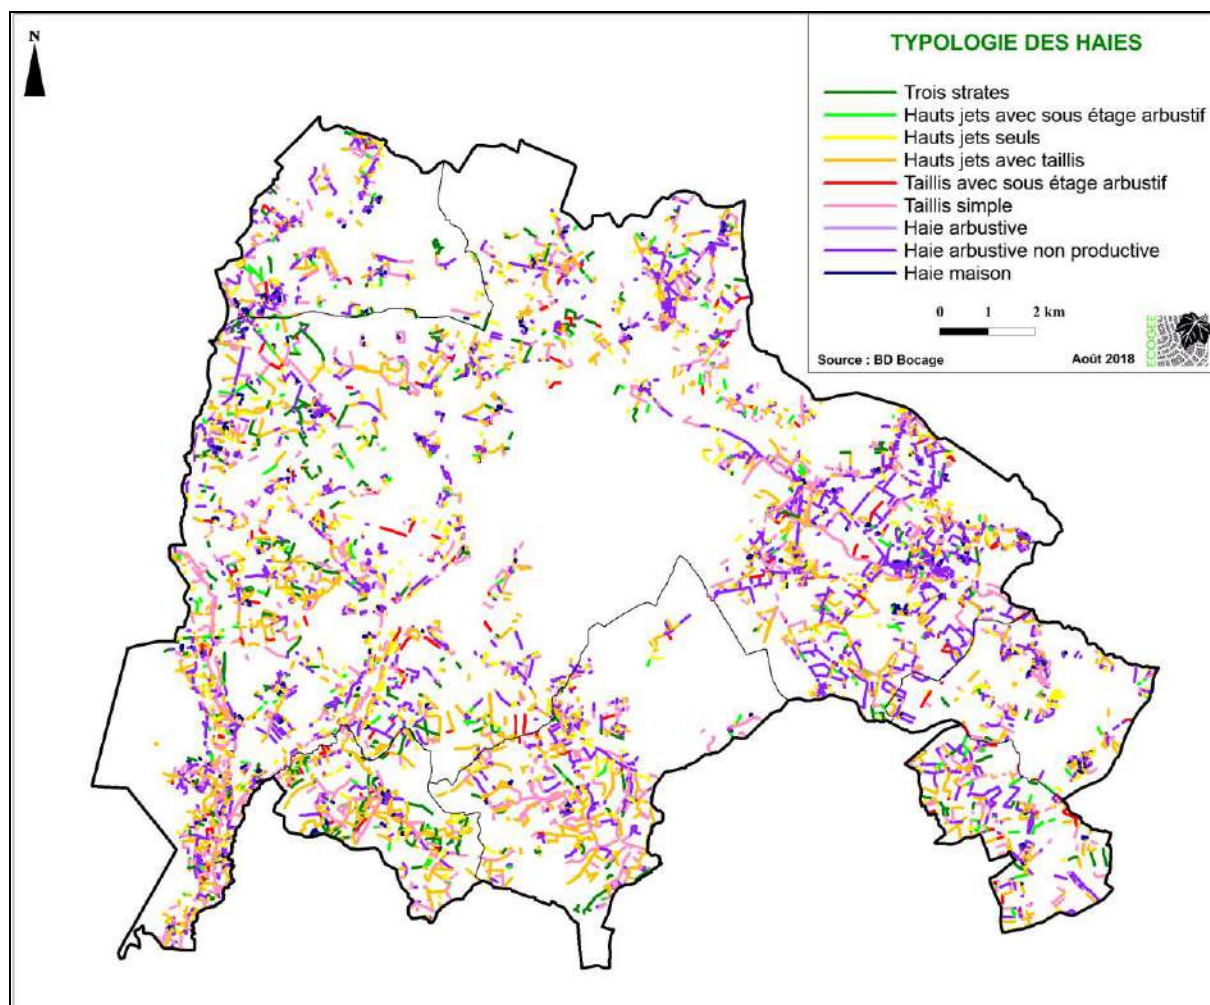 N
TYPOLOGIE DES HAIES
Trois strates
Hauts jets avec sous étage arbustif
Hauts jets seuls
Hauts jets avec taillis
Taillis avec sous étage arbustif
Taillis simple
Haie arbustive
Haie arbustive non productive
Haie maison
0 1 2 km
Source : BD Bocage
Août 2018
ECOGEE